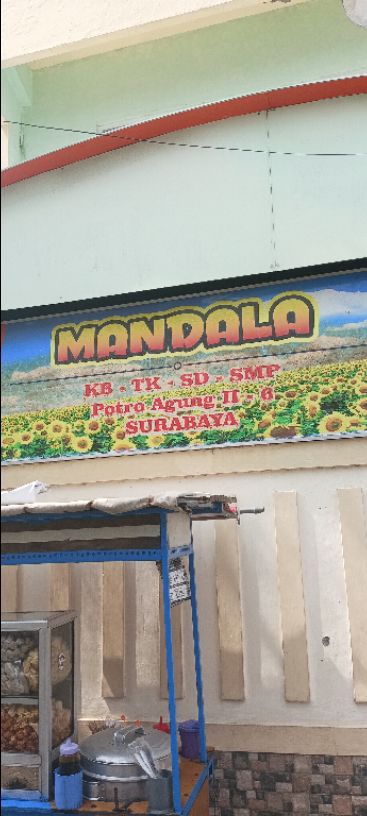 MANDALA
KB - TK - SD - SMP
Potro Agung II - 6
SURABAYA